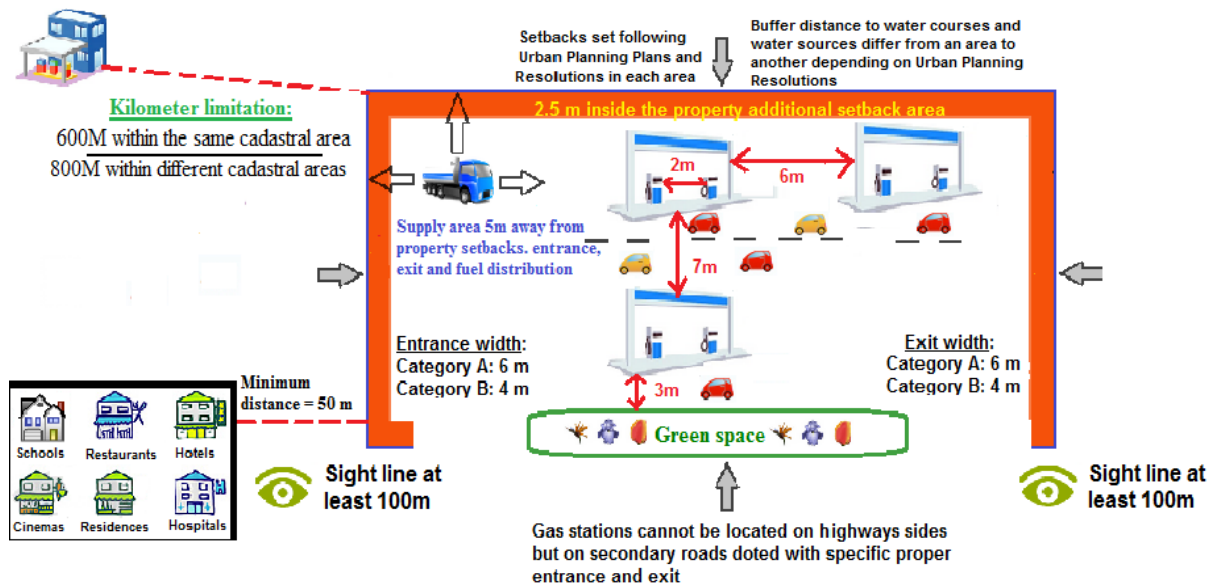 Setbacks set following
Urban Planning Plans and
Resolutions in each area
Buffer distance to water courses and
water sources differ from an area to
another depending on Urban Planning
Resolutions
Kilometer limitation:
600M within the same cadastral area
800M within different cadastral areas
2.5 m inside the property additional setback area
2m
6m
Supply area 5m away from
property setbacks. entrance,
exit and fuel distribution
7m
Entrance width:
Category A: 6 m
Category B: 4 m
Exit width:
Category A: 6 m
Category B: 4 m
Minimum
distance = 50 m
3m
Schools
Restaurants
Hotels
Cinemas
Residences
Hospitals
Green space
Sight line at
least 100m
Sight line at
least 100m
Gas stations cannot be located on highways sides
but on secondary roads doted with specific proper
entrance and exit